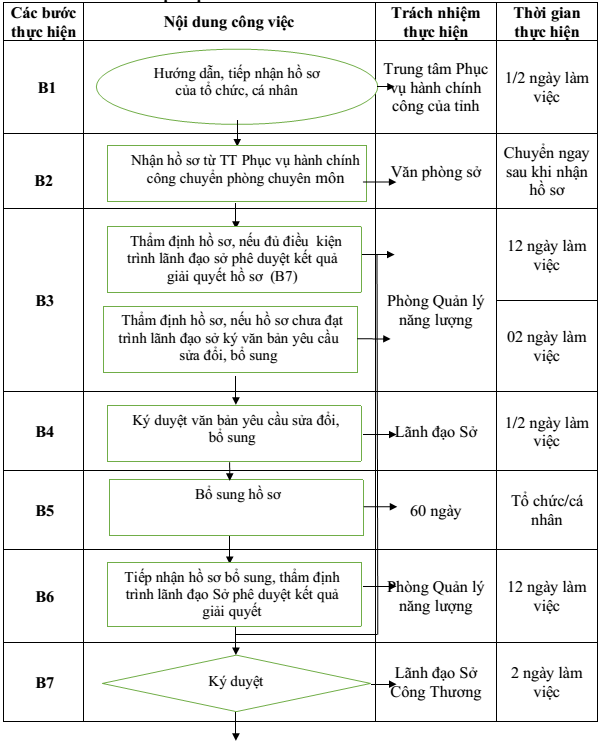 Các bước
thực hiện
Nội dung công việc
Trách nhiệm
thực hiện
Thời gian
thực hiện
B1
Hướng dẫn, tiếp nhận hồ sơ
của tổ chức, cá nhân
Trung tâm Phục
vụ hành chính
công của tỉnh
1/2 ngày làm
việc
B2
Nhận hồ sơ từ TT Phục vụ hành chính
công chuyển phòng chuyên môn
Văn phòng sở
Chuyển ngay
sau khi nhận
hồ sơ
B3
Thẩm định hồ sơ, nếu đủ điều kiện
trình lãnh đạo sở phê duyệt kết quả
giải quyết hồ sơ (B7)
Thẩm định hồ sơ, nếu hồ sơ chưa đạt
trình lãnh đạo sở ký văn bản yêu cầu
sửa đổi, bổ sung
Phòng Quản lý
năng lượng
12 ngày làm
việc
02 ngày làm
việc
B4
Ký duyệt văn bản yêu cầu sửa đổi,
bổ sung
Lãnh đạo Sở
1/2 ngày làm
việc
B5
Bổ sung hồ sơ
60 ngày
Tổ chức/cá
nhân
B6
Tiếp nhận hồ sơ bổ sung, thẩm định
trình lãnh đạo Sở phê duyệt kết quả
giải quyết
Phòng Quản lý
năng lượng
12 ngày làm
việc
B7
Ký duyệt
Lãnh đạo Sở
Công Thương
2 ngày làm
việc